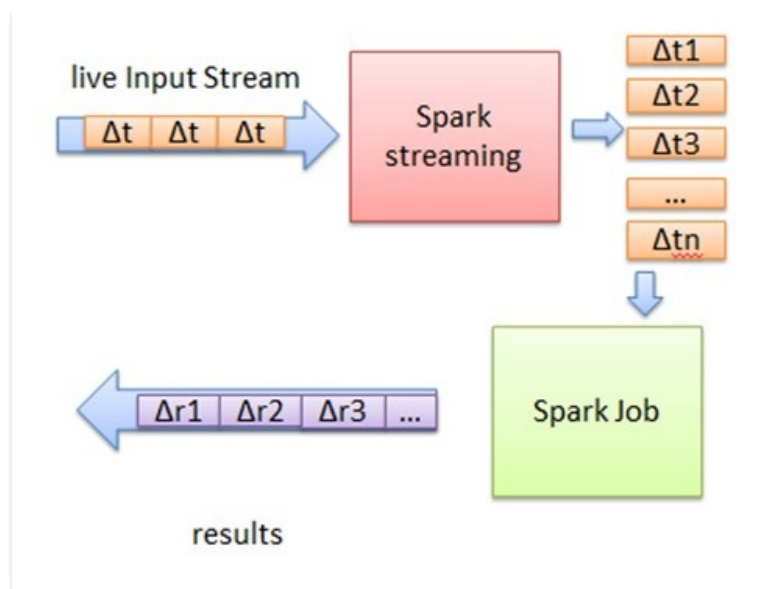 live Input Stream
Δt Δt Δt
Spark
streaming
Δt1
Δt2
Δt3
...
Δtn
Spark Job
Δr1 Δr2 Δr3 ...
results